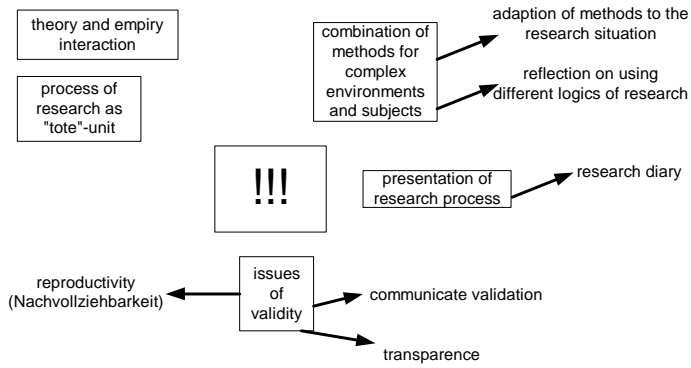 theory and empiry
interaction
process of
research as
"tote"-unit
combination of
methods for
complex
environments
and subjects
adaption of methods to the
research situation
reflection on using
different logics of research
!!!
presentation of
research process
research diary
issues
of
validity
reproductivity
(Nachvollziehbarkeit)
communicate validation
transparence